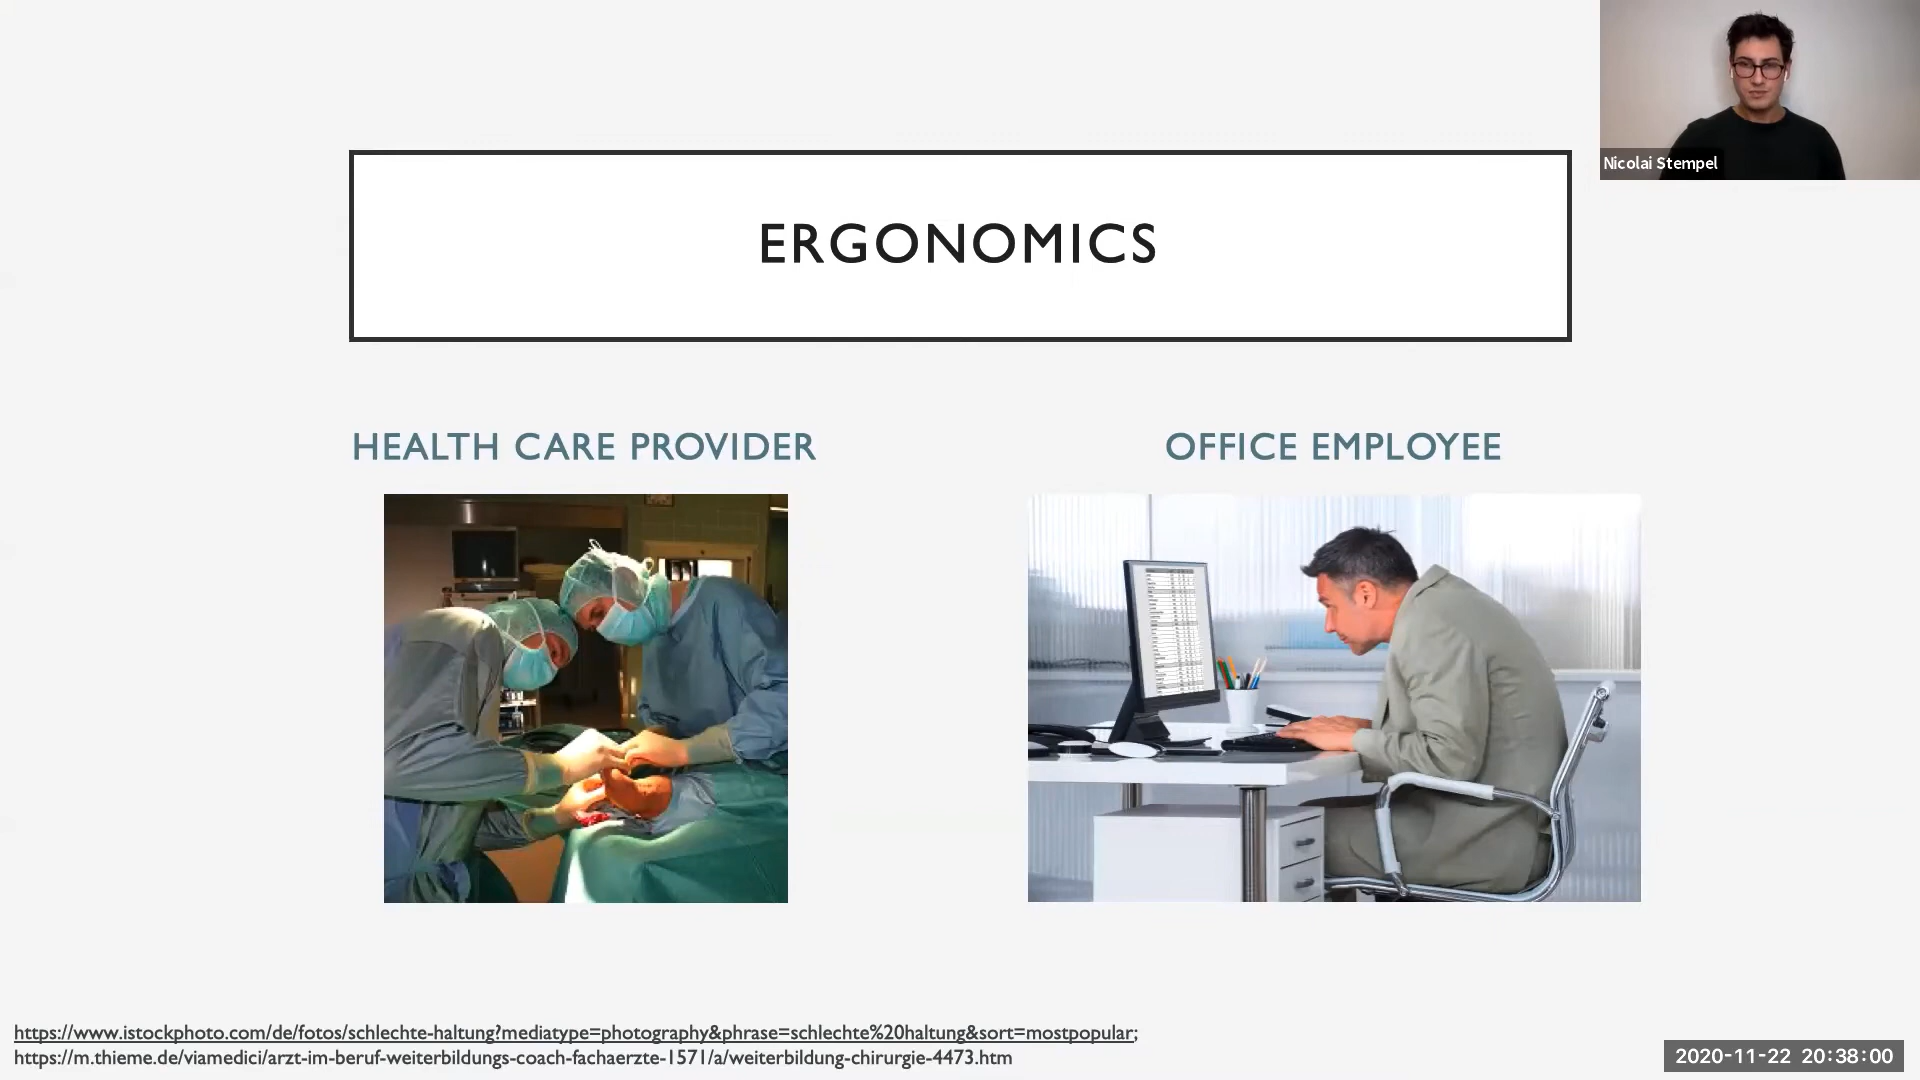 Nicolai Stempel
ERGONOMICS
HEALTH CARE PROVIDER
OFFICE EMPLOYEE
https://www.istockphoto.com/de/fotos/schlechte-haltung?mediatype=photography&phrase=schlechte%20haltung&sort=mostpopular;
https://m.thieme.de/viamedici/arzt-im-beruf-weiterbildungs-coach-fachaerzte-1571/a/weiterbildung-chirurgie-4473.htm
2020-11-22 20:38:00